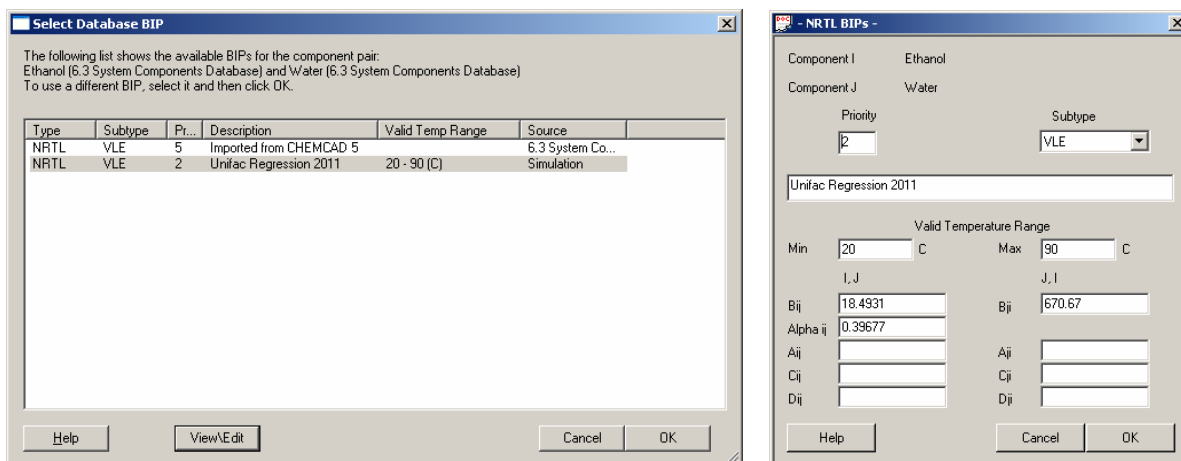 Select Database BIP
The following list shows the available BIPs for the component pair:
Ethanol (6.3 System Components Database) and Water (6.3 System Components Database)
To use a different BIP, select it and then click OK.
Type Subtype Pr... Description Valid Temp Range Source
NRTL VLE 5 Imported from CHEMCAD 5 6.3 System Co...
NRTL VLE 2 Unifac Regression 2011 20 - 90 (C) Simulation
Help View\Edit Cancel OK
- NRTL BIPs -
Component I Ethanol
Component J Water
Priority Subtype
2 VLE
Unifac Regression 2011
Valid Temperature Range
Min 20 C Max 90 C
I, J J, I
Bij 18.4931 Bji 670.67
Alpha ij 0.39677
Aij Aji
Cij Cji
Dij Dji
Help Cancel OK